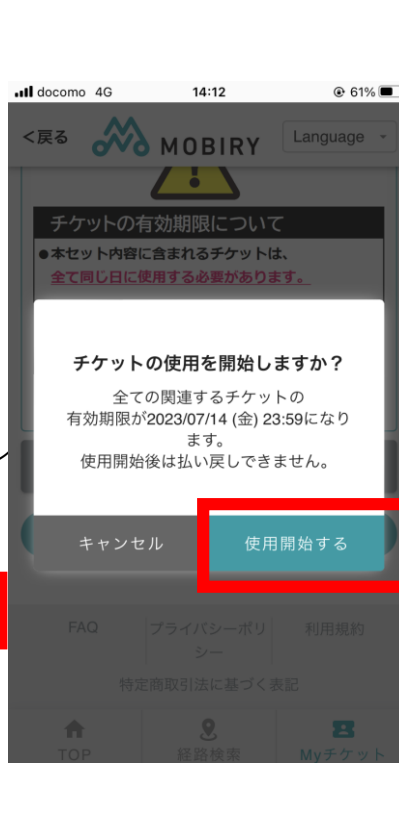 docomo 4G 14:12 61%
<戻る MOBIRY Language
チケットの有効期限について
●本セット内容に含まれるチケットは、
全て同じ日に使用する必要があります。
チケットの使用を開始しますか？
全ての関連するチケットの
有効期限が2023/07/14 (金) 23:59になり
ます。
使用開始後は払い戻しできません。
キャンセル 使用開始する
FAQ プライバシーポリ 利用規約
シー
特定商取引法に基づく表記
TOP 経路検索 Myチケット